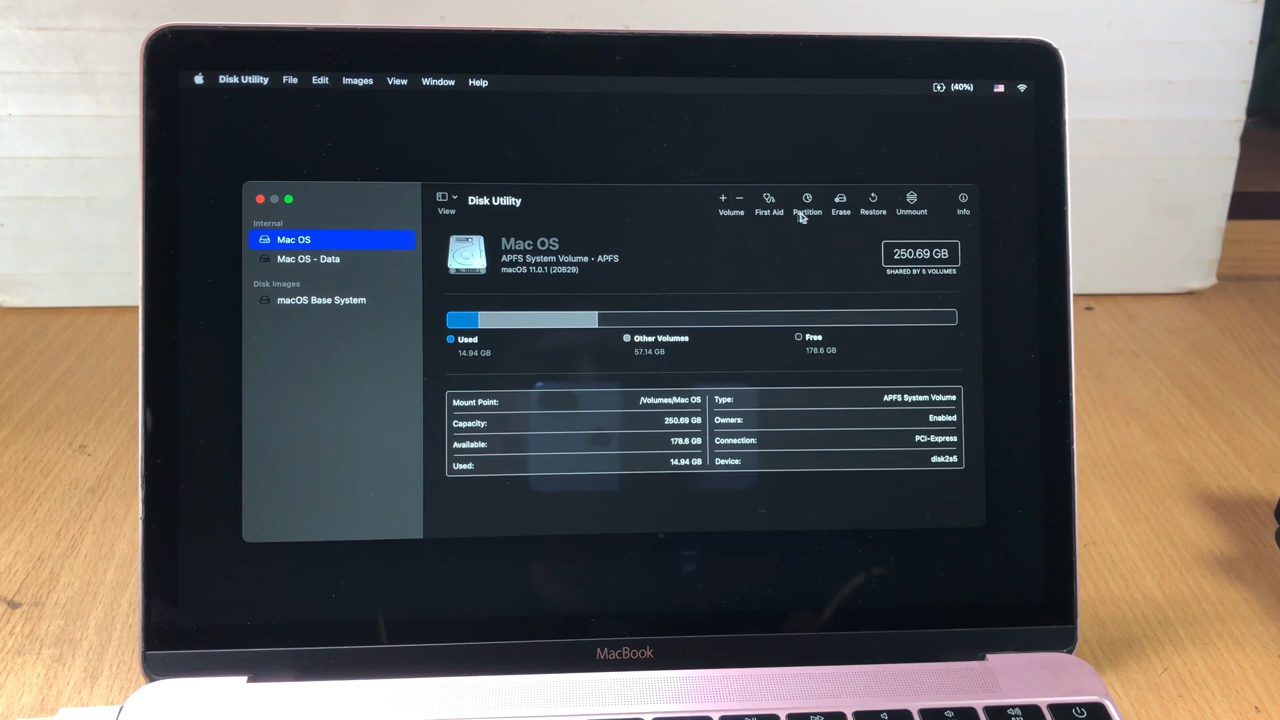 Disk Utility File Edit Images View Window Help
(40%)
Disk Utility
View
Volume First Aid Partition Erase Restore Unmount Info
Internal
Mac OS
Mac OS - Data
Disk Images
macOS Base System
Mac OS
APFS System Volume • APFS
macOS 11.0.1 (20B29)
250.69 GB
SHARED BY 5 VOLUMES
Used
14.94 GB
Other Volumes
57.14 GB
Free
178.6 GB
Mount Point: /Volumes/Mac OS
Capacity: 250.69 GB
Available: 178.6 GB
Used: 14.94 GB
Type: APFS System Volume
Owners: Enabled
Connection: PCI-Express
Device: disk2s5
MacBook